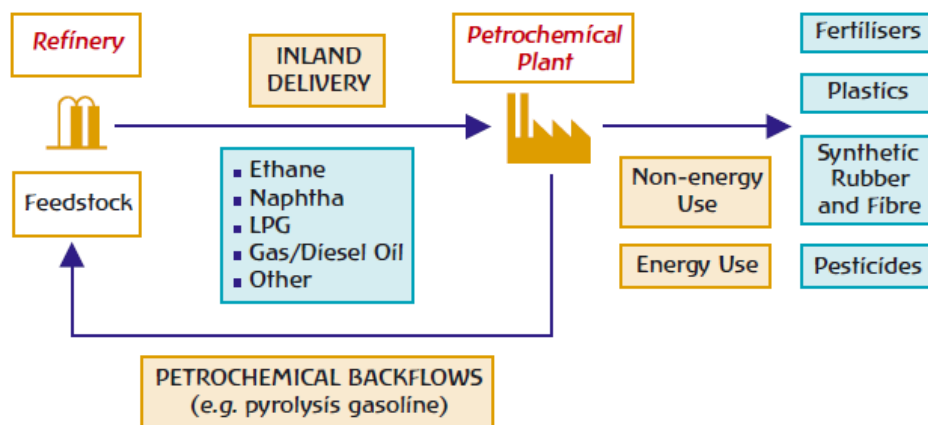 Refinery
INLAND
DELIVERY
Petrochemical
Plant
Fertilisers
Plastics
Synthetic
Rubber
and Fibre
Pesticides
Feedstock
▪ Ethane
▪ Naphtha
▪ LPG
▪ Gas/Diesel Oil
▪ Other
Non-energy
Use
Energy Use
PETROCHEMICAL BACKFLOWS
(e.g. pyrolysis gasoline)